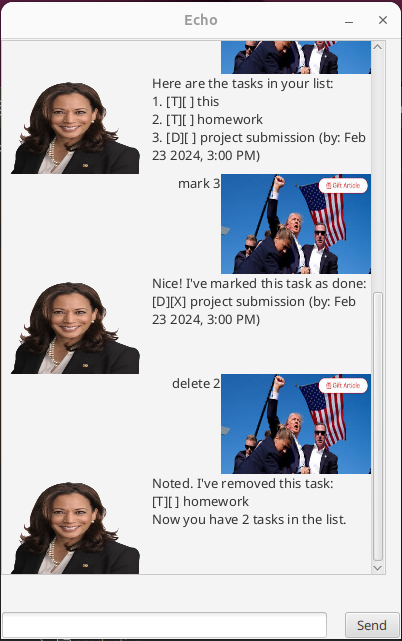 Echo
Here are the tasks in your list:
1. [T][ ] this
2. [T][ ] homework
3. [D][ ] project submission (by: Feb
23 2024, 3:00 PM)
mark 3
Gift Article
Nice! I've marked this task as done:
[D][X] project submission (by: Feb
23 2024, 3:00 PM)
delete 2
Gift Article
Noted. I've removed this task:
[T][ ] homework
Now you have 2 tasks in the list.
Send